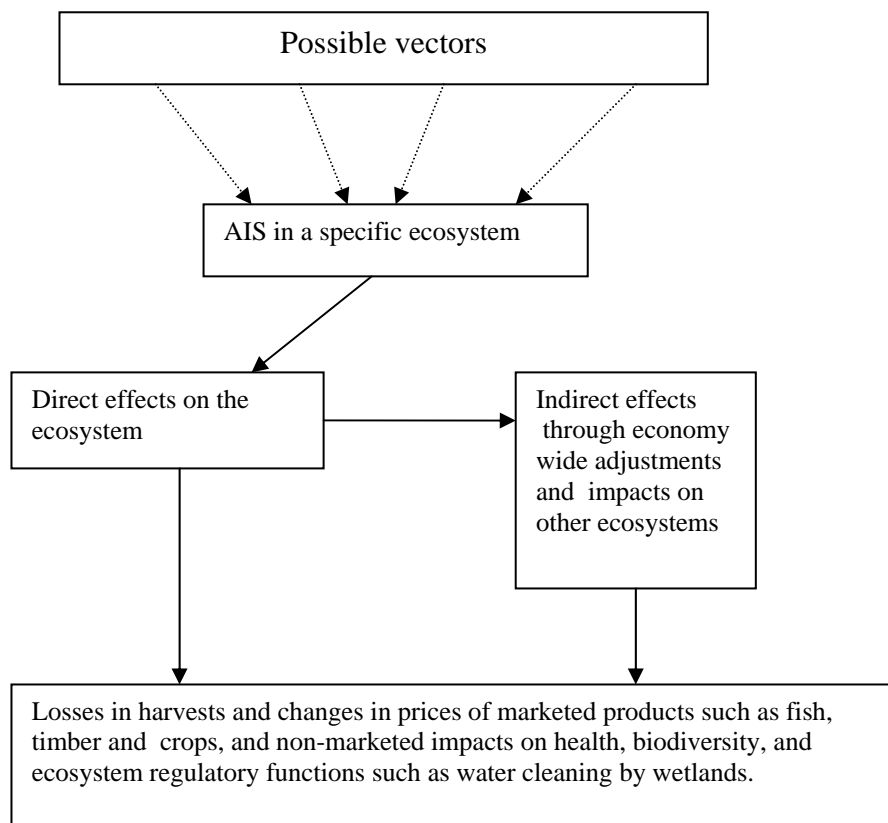 Possible vectors
AIS in a specific ecosystem
Direct effects on the
ecosystem
Indirect effects
through economy
wide adjustments
and impacts on
other ecosystems
Losses in harvests and changes in prices of marketed products such as fish,
timber and crops, and non-marketed impacts on health, biodiversity, and
ecosystem regulatory functions such as water cleaning by wetlands.